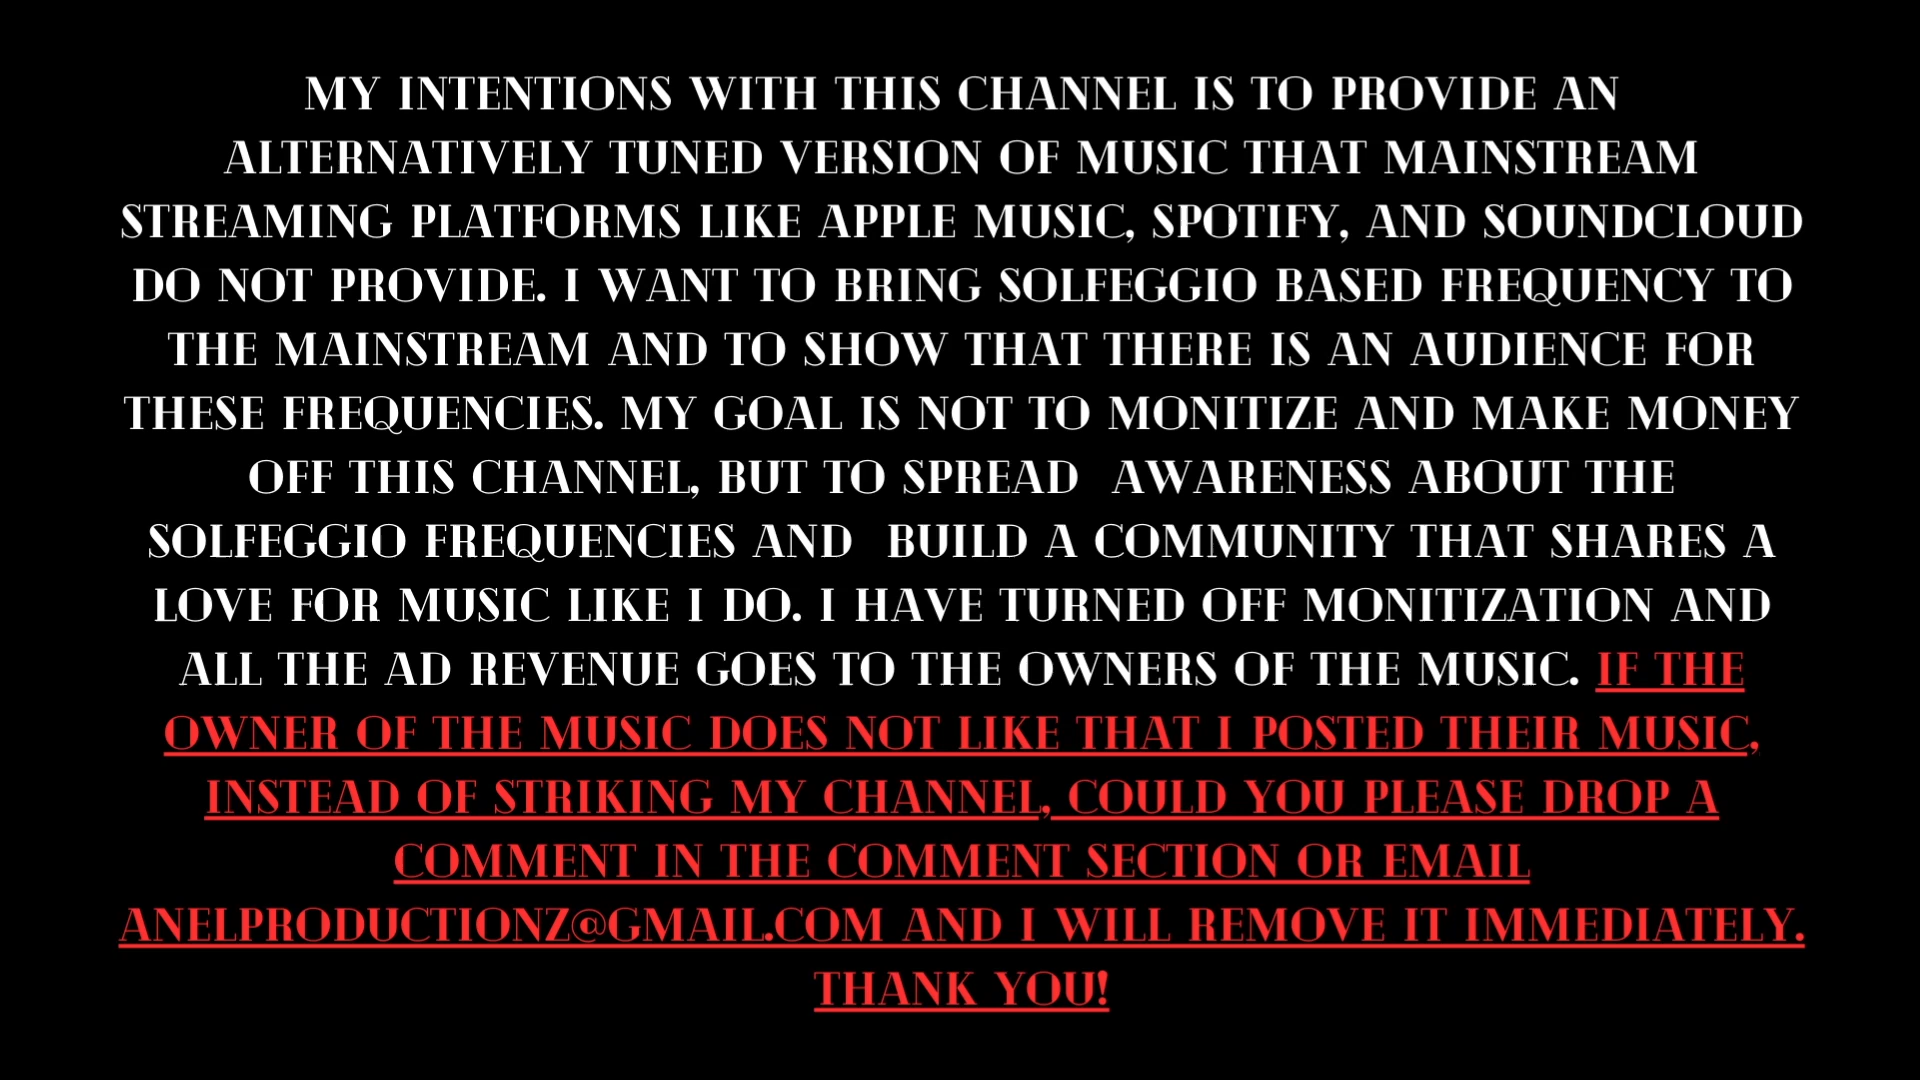 MY INTENTIONS WITH THIS CHANNEL IS TO PROVIDE AN
ALTERNATIVELY TUNED VERSION OF MUSIC THAT MAINSTREAM
STREAMING PLATFORMS LIKE APPLE MUSIC, SPOTIFY, AND SOUNDCLOUD
DO NOT PROVIDE. I WANT TO BRING SOLFEGGIO BASED FREQUENCY TO
THE MAINSTREAM AND TO SHOW THAT THERE IS AN AUDIENCE FOR
THESE FREQUENCIES. MY GOAL IS NOT TO MONITIZE AND MAKE MONEY
OFF THIS CHANNEL, BUT TO SPREAD AWARENESS ABOUT THE
SOLFEGGIO FREQUENCIES AND BUILD A COMMUNITY THAT SHARES A
LOVE FOR MUSIC LIKE I DO. I HAVE TURNED OFF MONITIZATION AND
ALL THE AD REVENUE GOES TO THE OWNERS OF THE MUSIC. IF THE
OWNER OF THE MUSIC DOES NOT LIKE THAT I POSTED THEIR MUSIC,
INSTEAD OF STRIKING MY CHANNEL, COULD YOU PLEASE DROP A
COMMENT IN THE COMMENT SECTION OR EMAIL
ANELPRODUCTIONZ@GMAIL.COM AND I WILL REMOVE IT IMMEDIATELY.
THANK YOU!